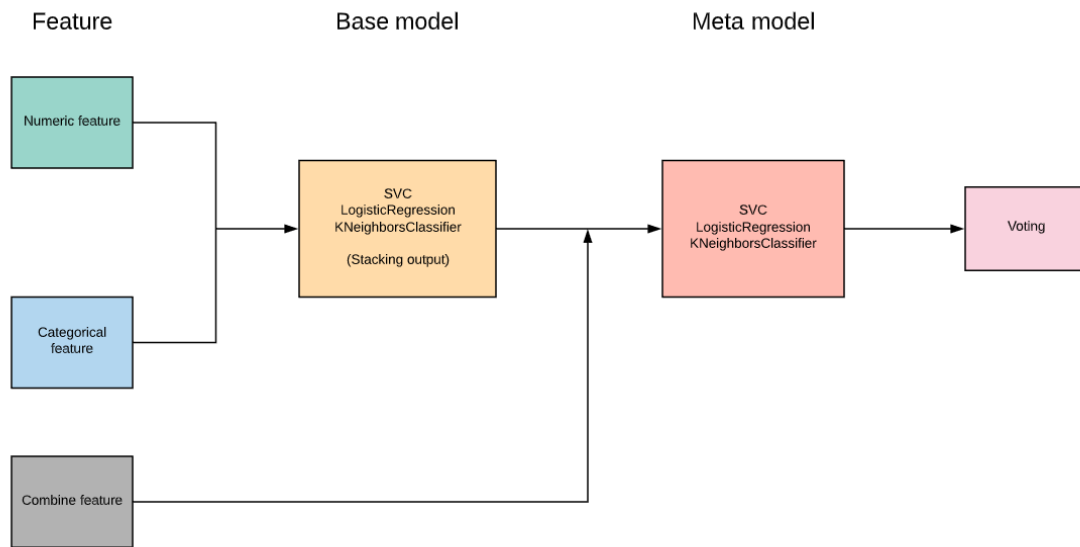 Feature
Base model
Meta model
Numeric feature
SVC
LogisticRegression
KNeighborsClassifier
(Stacking output)
SVC
LogisticRegression
KNeighborsClassifier
Voting
Categorical
feature
Combine feature